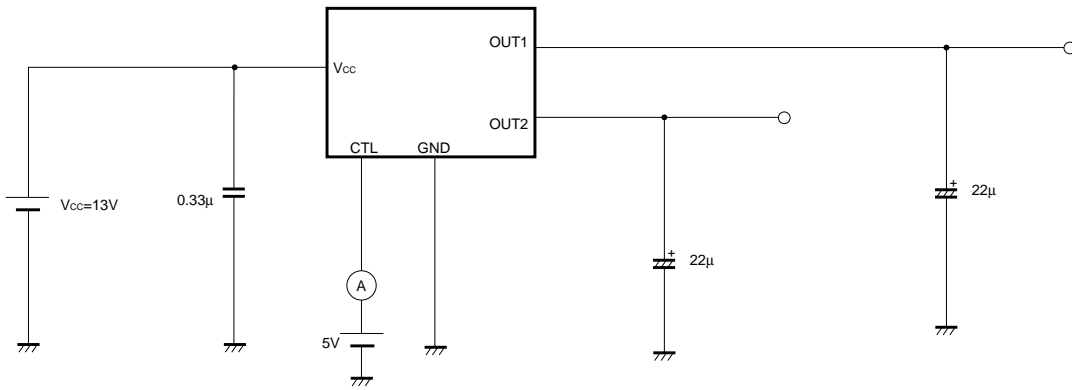 OUT1
VCC
OUT2
CTL GND
VCC=13V
0.33μ
+
22μ
+
22μ
A
5V